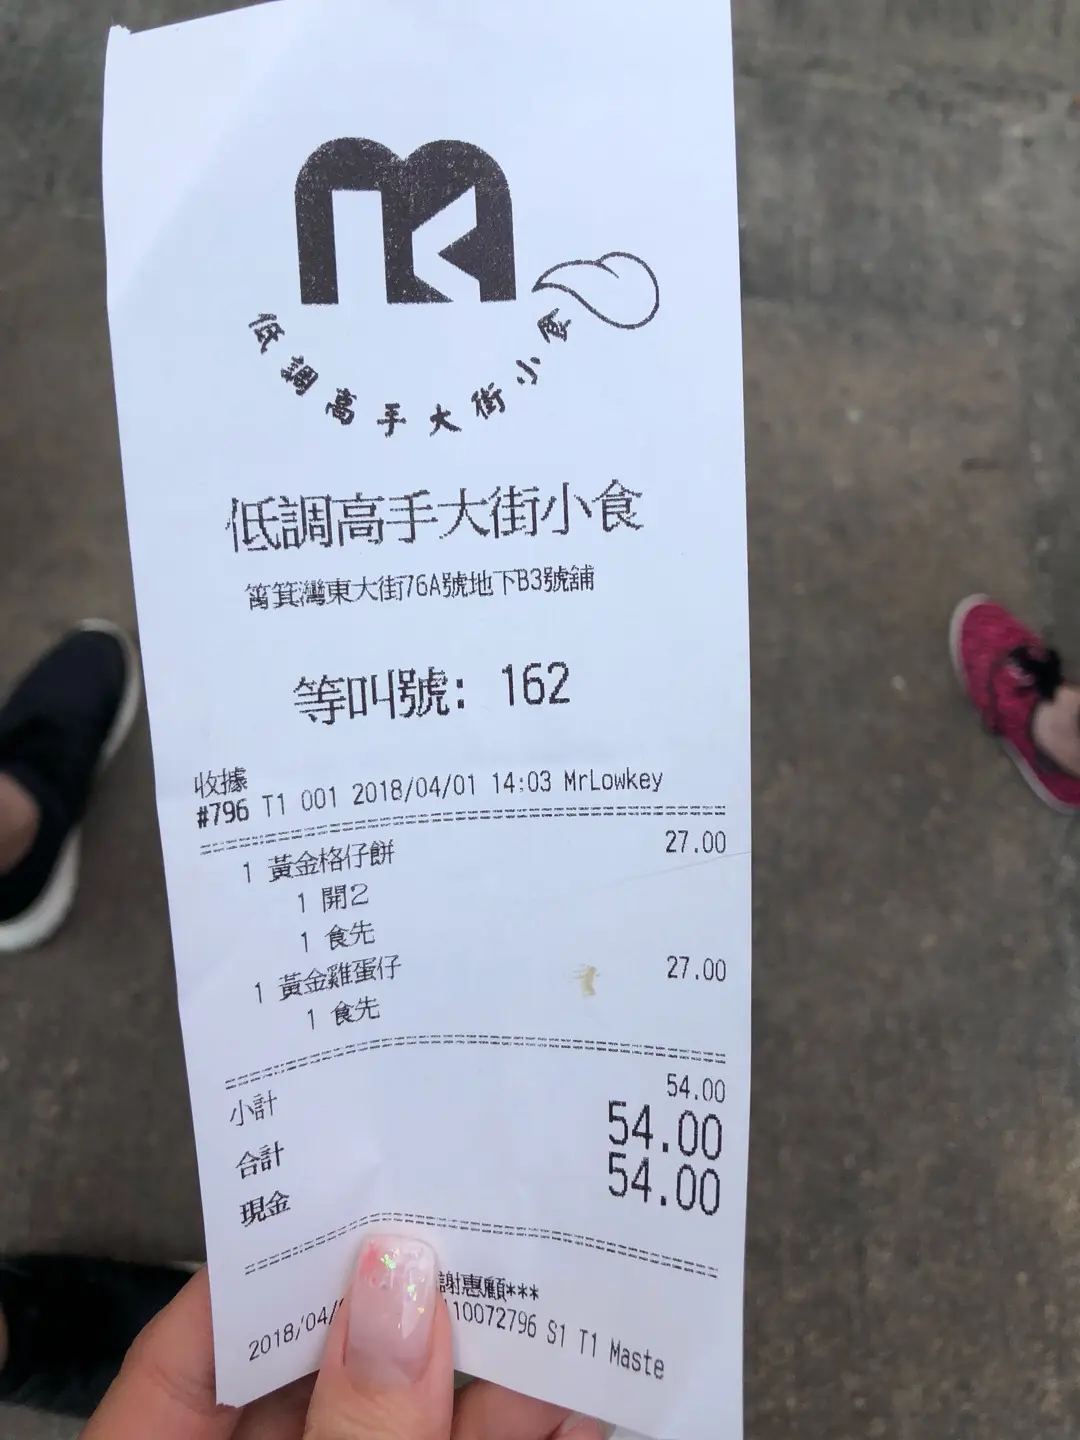 低調高手大街小食
低調高手大街小食
筲箕灣東大街76A號地下B3號舖
等叫號: 162
收據
#796 T1 001 2018/04/01 14:03 MrLowkey
1 黃金格仔餅 27.00
1 開2
1 食先
1 黃金雞蛋仔 27.00
1 食先
小計 54.00
合計 54.00
現金 54.00
謝惠顧***
2018/04/ 10072796 S1 T1 Maste